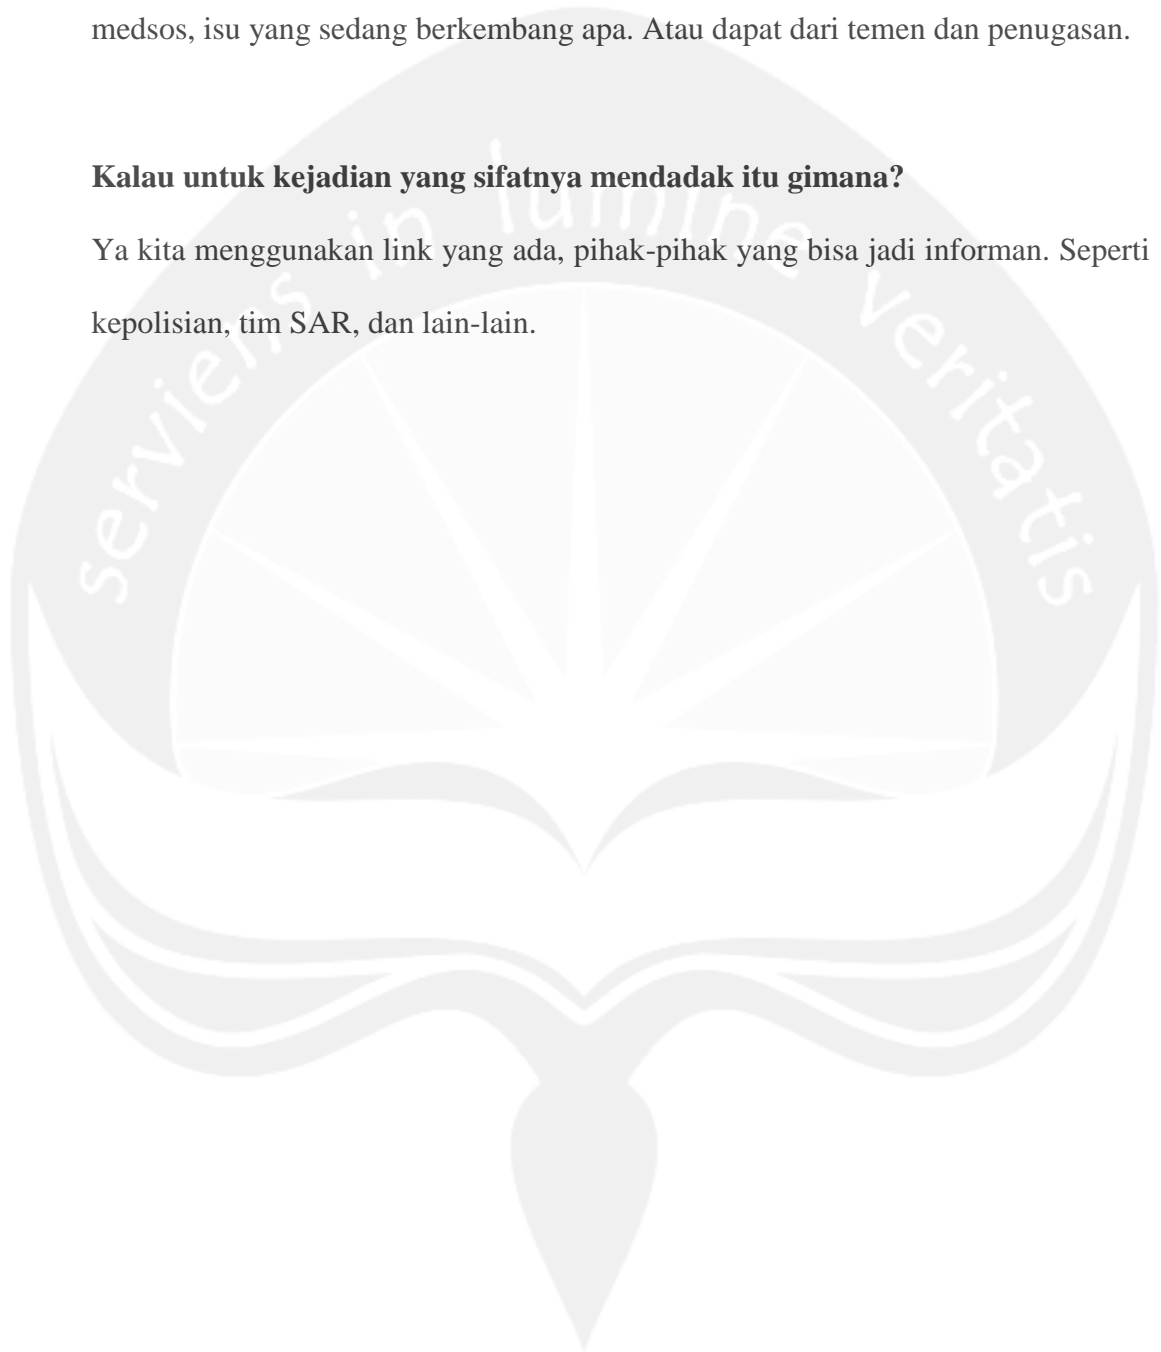 medsos, isu yang sedang berkembang apa. Atau dapat dari temen dan penugasan.
Kalau untuk kejadian yang sifatnya mendadak itu gimana?
Ya kita menggunakan link yang ada, pihak-pihak yang bisa jadi informan. Seperti
kepolisian, tim SAR, dan lain-lain.
serviens in lumine veritatis